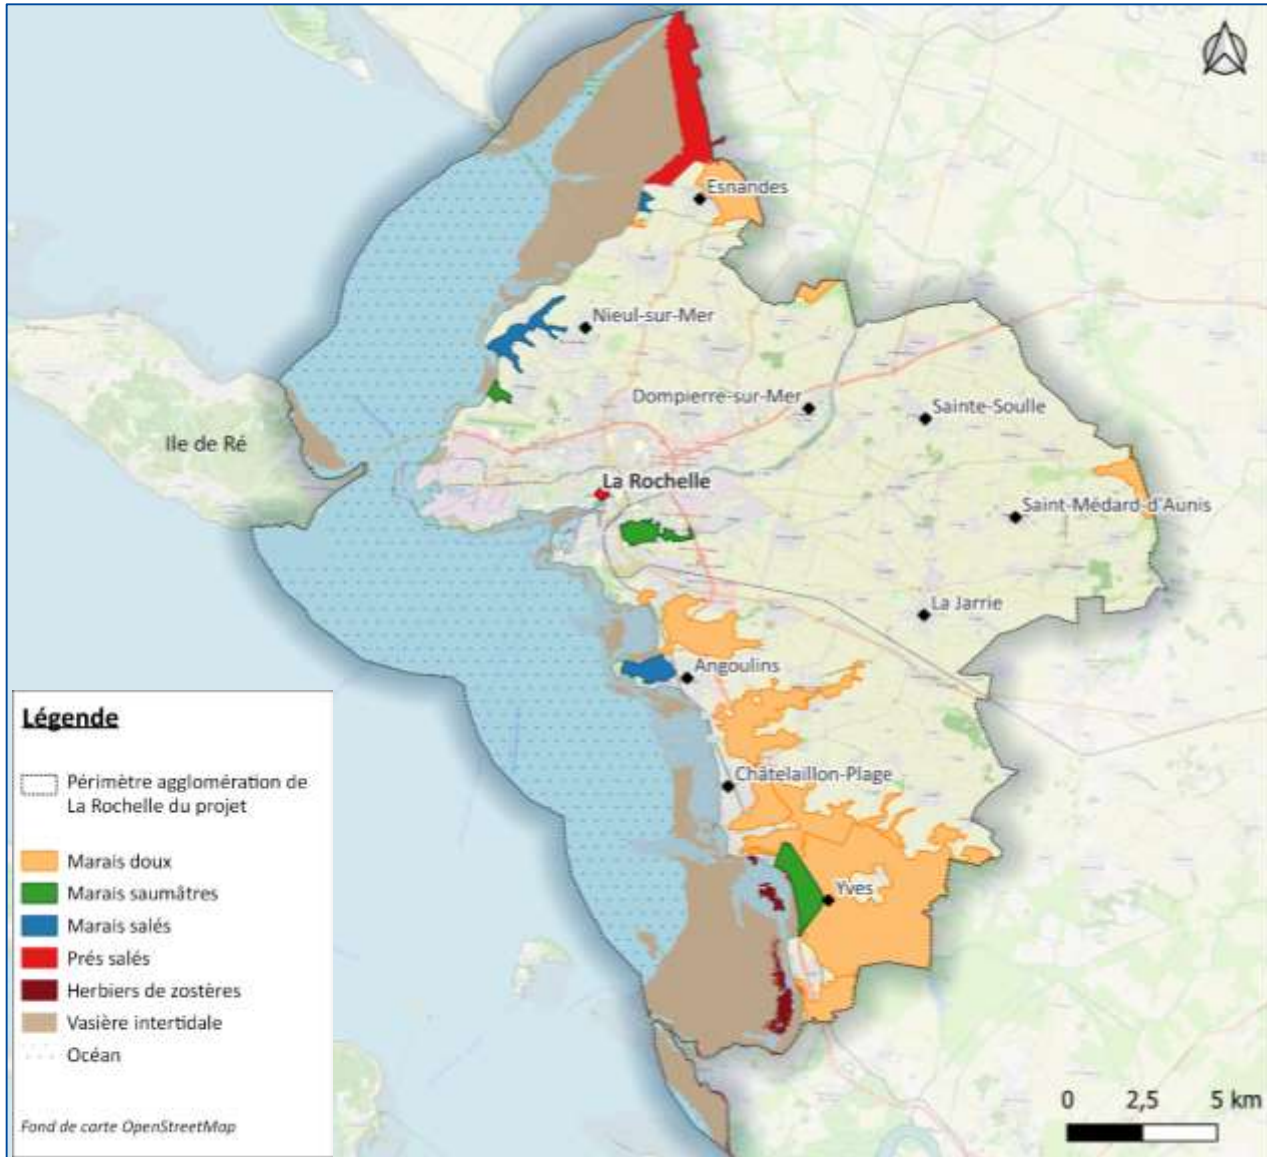 Esnandes
Nieul-sur-Mer
Dompierre-sur-Mer
Sainte-Soulle
Ile de Ré
La Rochelle
Saint-Médard-d'Aunis
La Jarrie
Angoulins
Châtelaillon-Plage
Yves
Légende
Périmètre agglomération de
La Rochelle du projet
Marais doux
Marais saumâtres
Marais salés
Prés salés
Herbiers de zostères
Vasière intertidale
Océan
Fond de carte OpenStreetMap
0 2,5 5 km